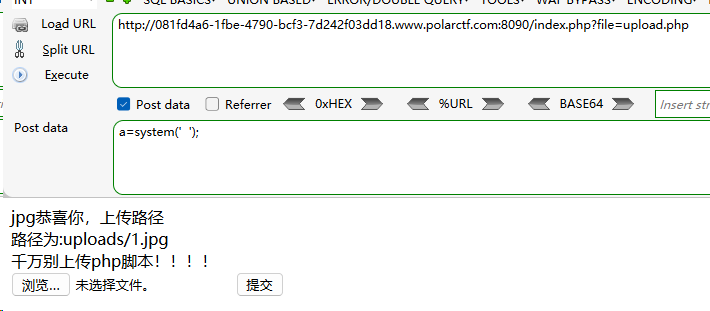 SQL BASICS UNION BASED ERROR/DOUBLE QUERY TOOLS WAF BYPASS ENCODING
Load URL
http://081fd4a6-1fbe-4790-bcf3-7d242f03dd18.www.polarctf.com:8090/index.php?file=upload.php
Split URL
Execute
Post data Referrer 0xHEX %URL BASE64 Insert str
Post data
a=system(' ');
jpg恭喜你，上传路径
路径为:uploads/1.jpg
千万别上传php脚本！！！！
浏览... 未选择文件。 提交